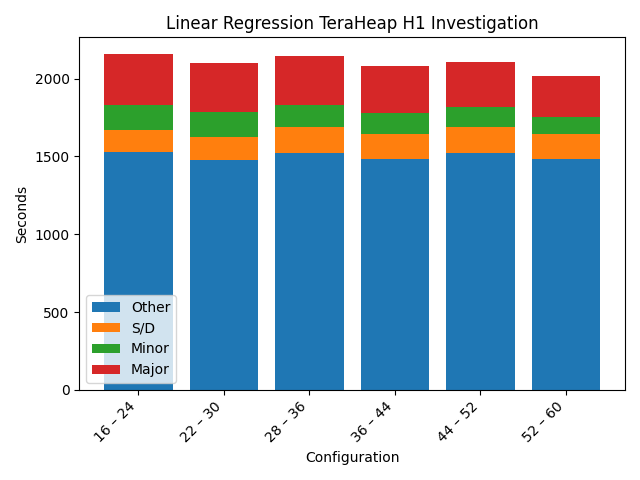 Linear Regression TeraHeap H1 Investigation
Seconds
2000
1500
1000
500
0
Other
S/D
Minor
Major
16 – 24
22 – 30
28 – 36
36 – 44
44 – 52
52 – 60
Configuration